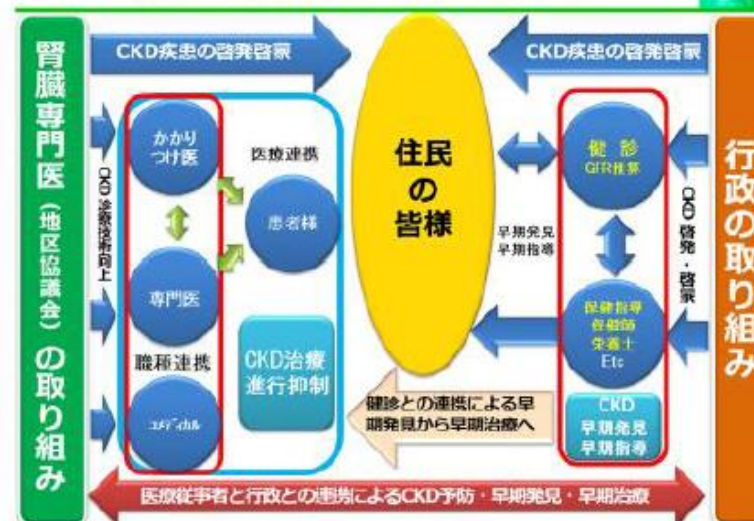 腎臓専門医(地区協議会)の取り組み
CKD疾患の啓発啓蒙
CKD診療技術向上
かかり
つけ医
医療連携
患者様
専門医
職種連携
コメディカル
CKD治療
進行抑制
住民
の
皆様
CKD疾患の啓発啓蒙
健診
GFR推算
早期発見
早期指導
保健指導
保健師
栄養士
Etc
CKD
早期発見
早期指導
CKD啓発・啓蒙
行政の取り組み
健診との連携による早
期発見から早期治療へ
医療従事者と行政との連携によるCKD予防・早期発見・早期治療